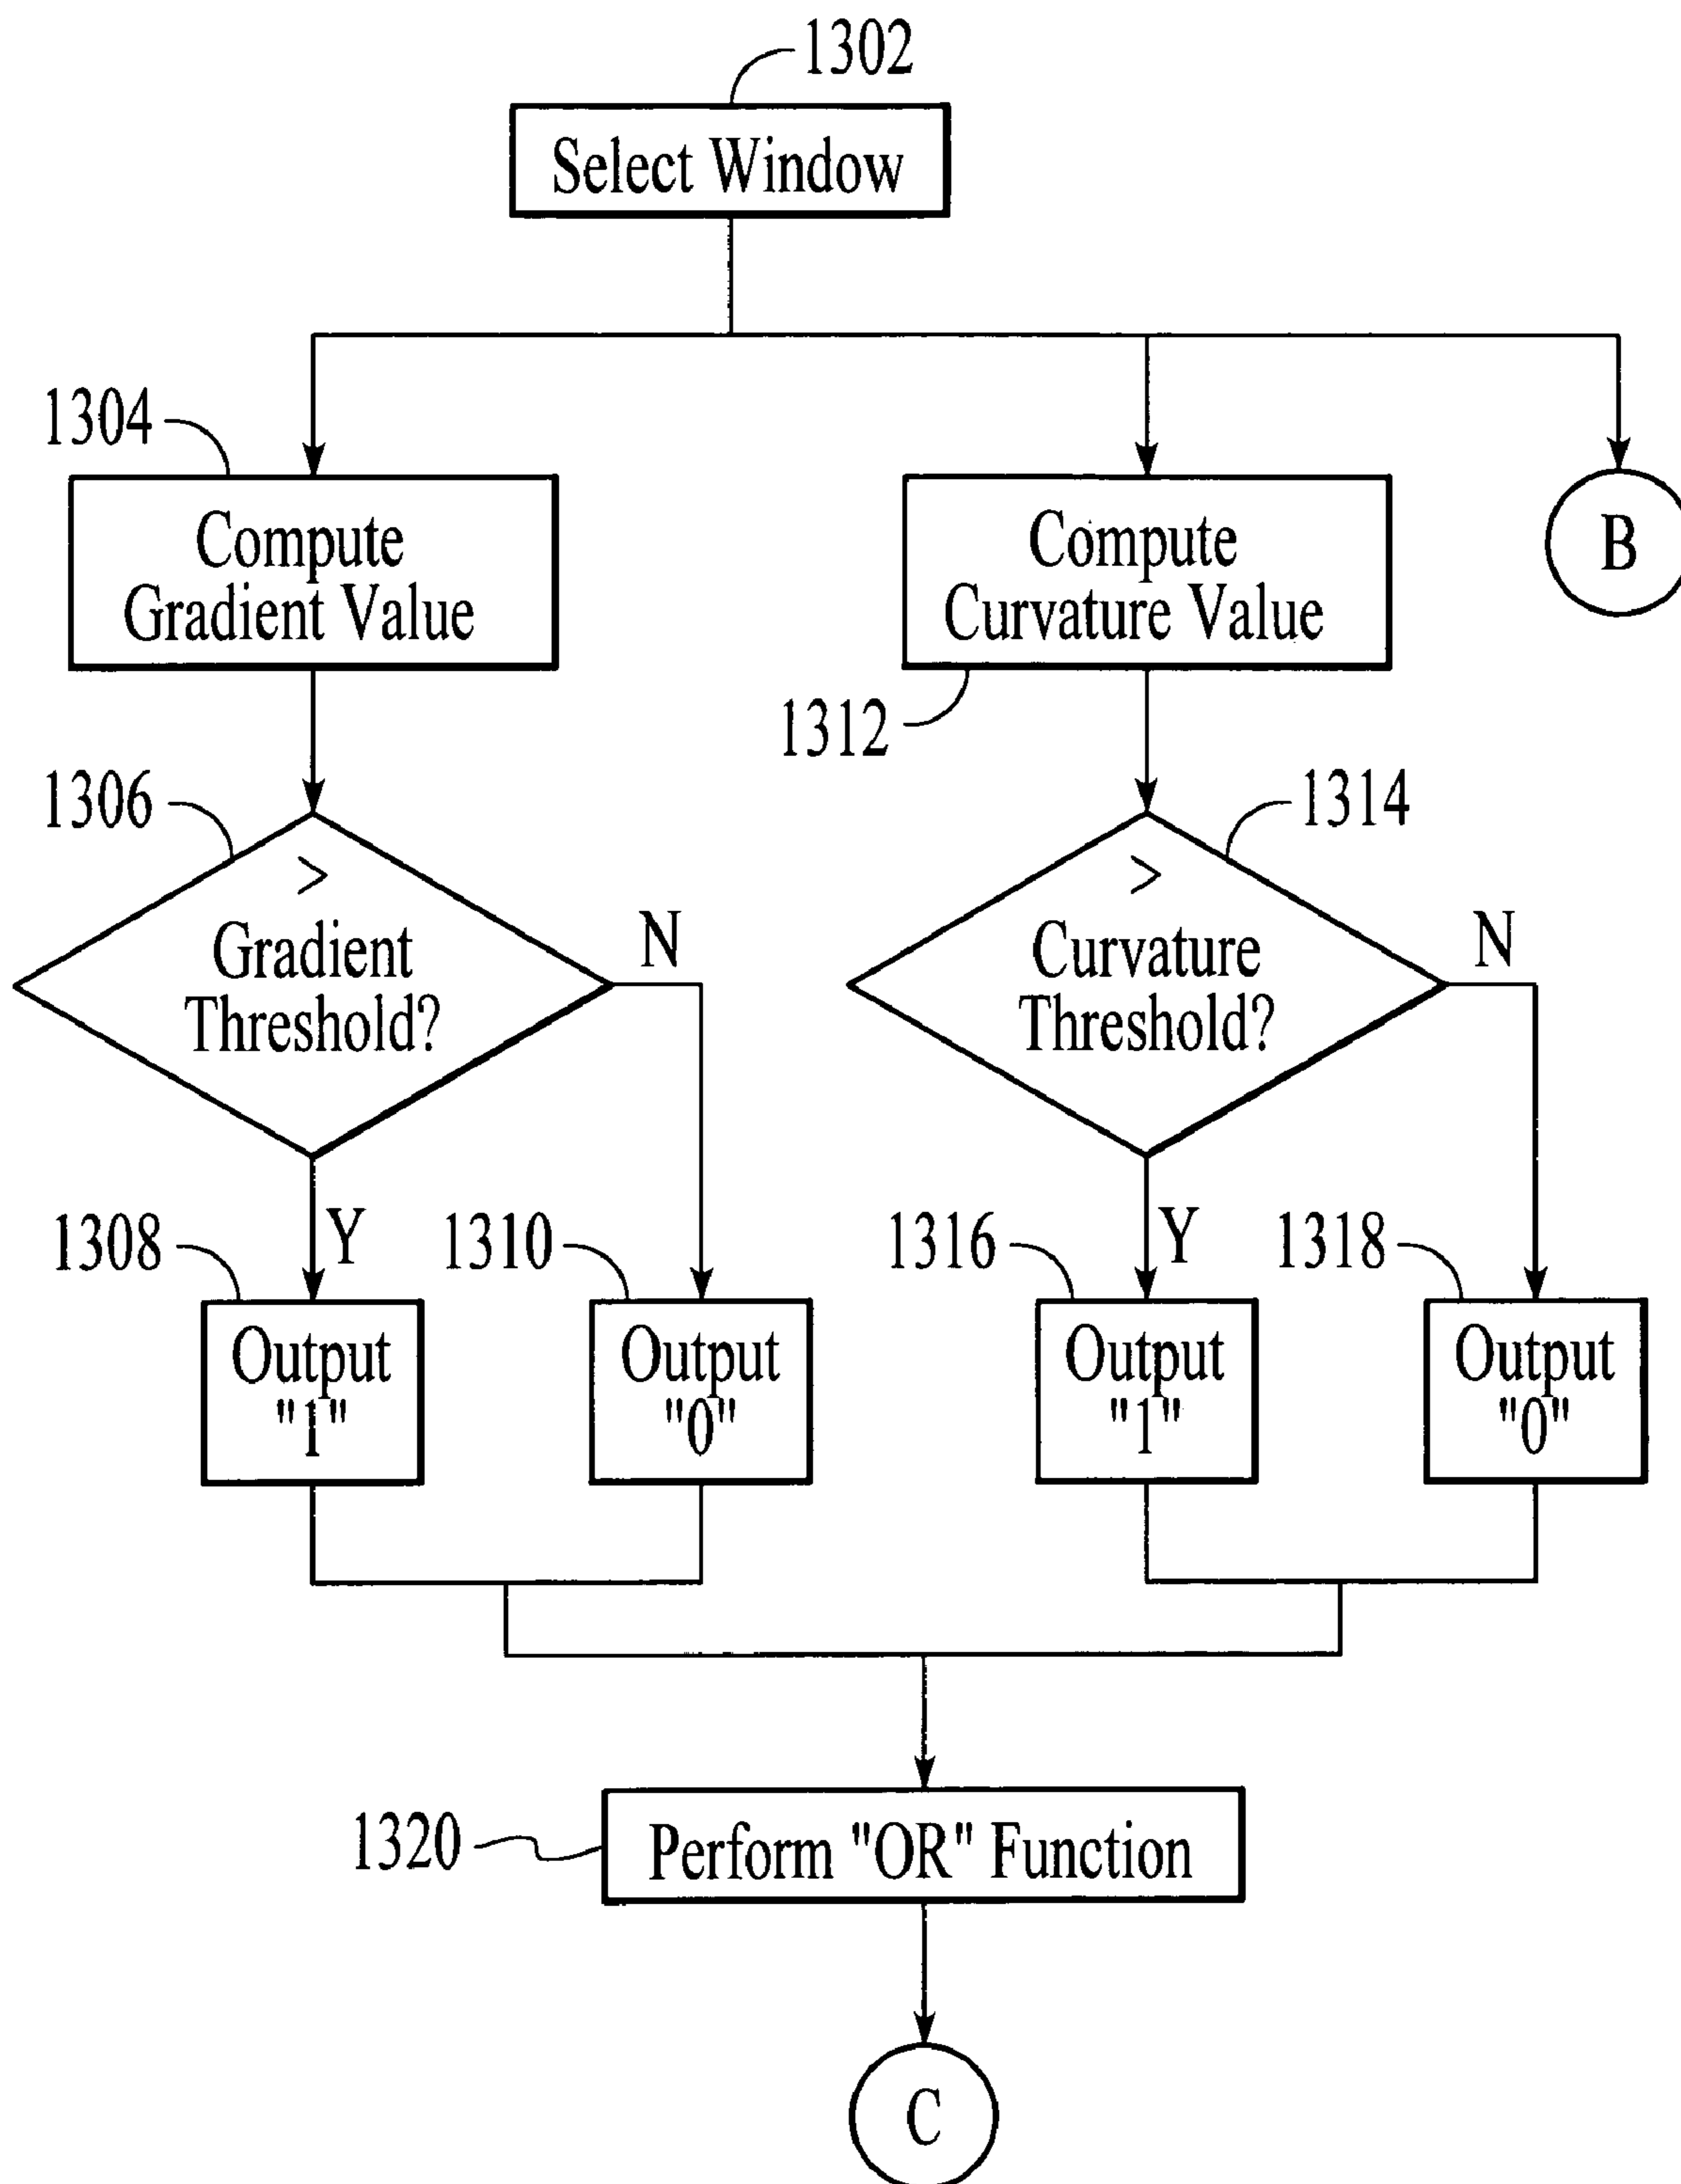 1302
Select Window
1304
Compute
Gradient Value
Compute
Curvature Value
B
1312
1306
>
Gradient
Threshold?
N
1314
>
Curvature
Threshold?
N
1308
Y
1310
1316
Y
1318
Output
"1"
Output
"0"
Output
"1"
Output
"0"
1320
Perform "OR" Function
C